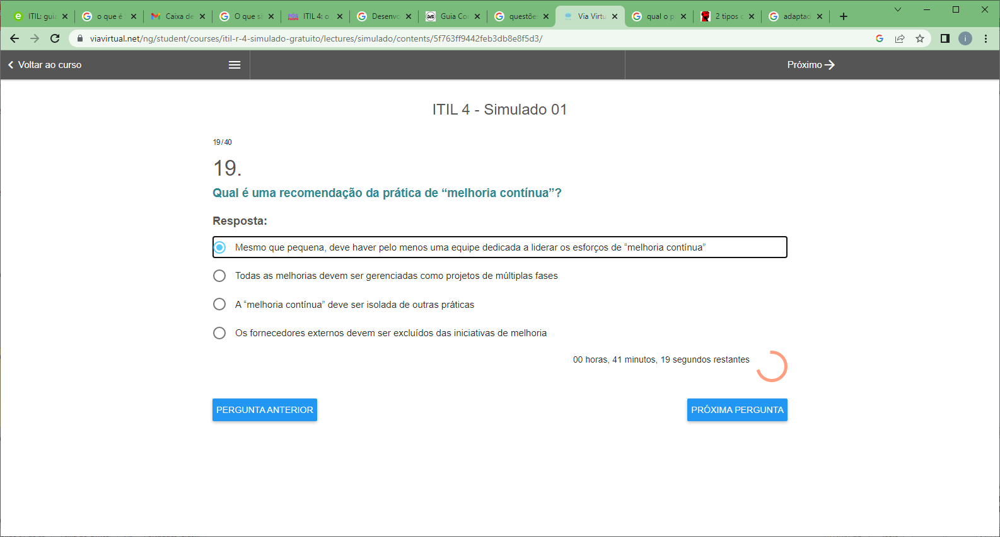 ITIL: guia
o que é
Caixa de
O que sã
ITIL 4: o
Desenvo
Guia Co
questões
Via Virtu
qual o p
2 tipos
adaptad
viavirtual.net/ng/student/courses/itil-r-4-simulado-gratuito/lectures/simulado/contents/5f763ff9442feb3db8e8f5d3/
i
Voltar ao curso
Próximo
ITIL 4 - Simulado 01
19/40
19.
Qual é uma recomendação da prática de “melhoria contínua”?
Resposta:
Mesmo que pequena, deve haver pelo menos uma equipe dedicada a liderar os esforços de “melhoria contínua”
Todas as melhorias devem ser gerenciadas como projetos de múltiplas fases
A “melhoria contínua” deve ser isolada de outras práticas
Os fornecedores externos devem ser excluídos das iniciativas de melhoria
00 horas, 41 minutos, 19 segundos restantes
PERGUNTA ANTERIOR
PRÓXIMA PERGUNTA